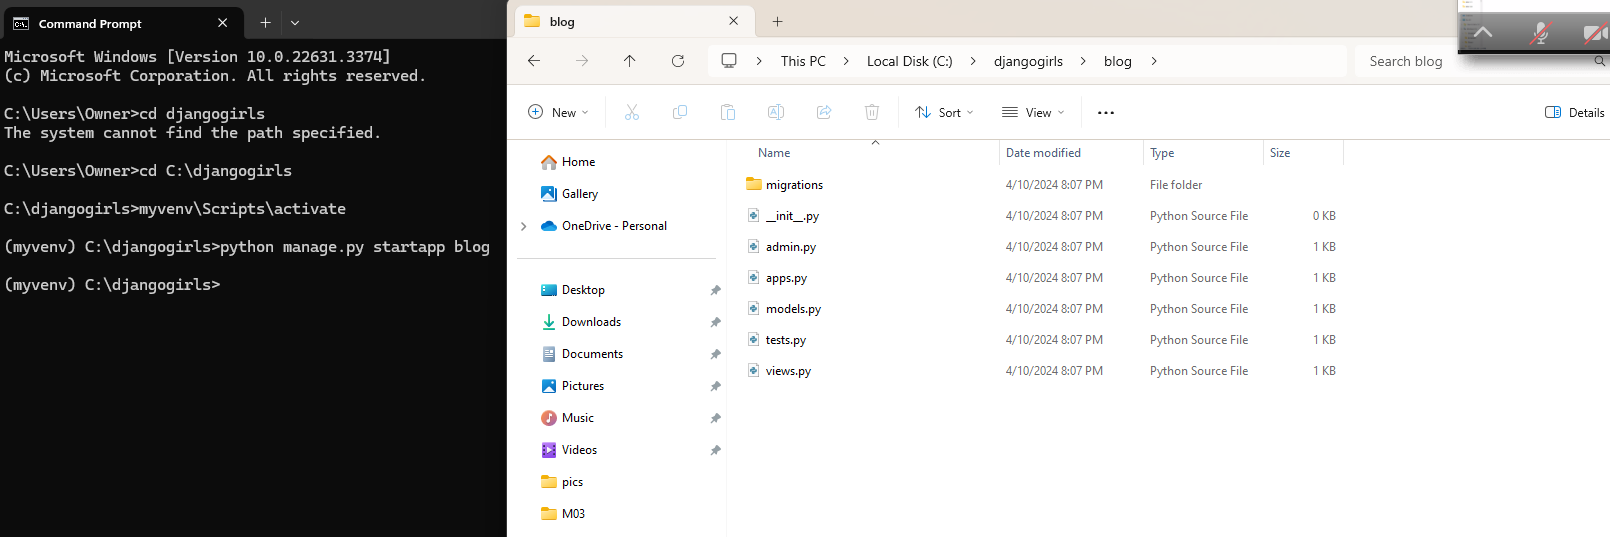 Command Prompt
Microsoft Windows [Version 10.0.22631.3374]
(c) Microsoft Corporation. All rights reserved.
C:\Users\Owner>cd djangogirls
The system cannot find the path specified.
C:\Users\Owner>cd C:\djangogirls
C:\djangogirls>myvenv\Scripts\activate
(myvenv) C:\djangogirls>python manage.py startapp blog
(myvenv) C:\djangogirls>
blog
This PC > Local Disk (C:) > djangogirls > blog >
Search blog
New
Sort
View
Details
Home
Gallery
OneDrive - Personal
Desktop
Downloads
Documents
Pictures
Music
Videos
pics
M03
Name Date modified Type Size
migrations 4/10/2024 8:07 PM File folder
__init__.py 4/10/2024 8:07 PM Python Source File 0 KB
admin.py 4/10/2024 8:07 PM Python Source File 1 KB
apps.py 4/10/2024 8:07 PM Python Source File 1 KB
models.py 4/10/2024 8:07 PM Python Source File 1 KB
tests.py 4/10/2024 8:07 PM Python Source File 1 KB
views.py 4/10/2024 8:07 PM Python Source File 1 KB